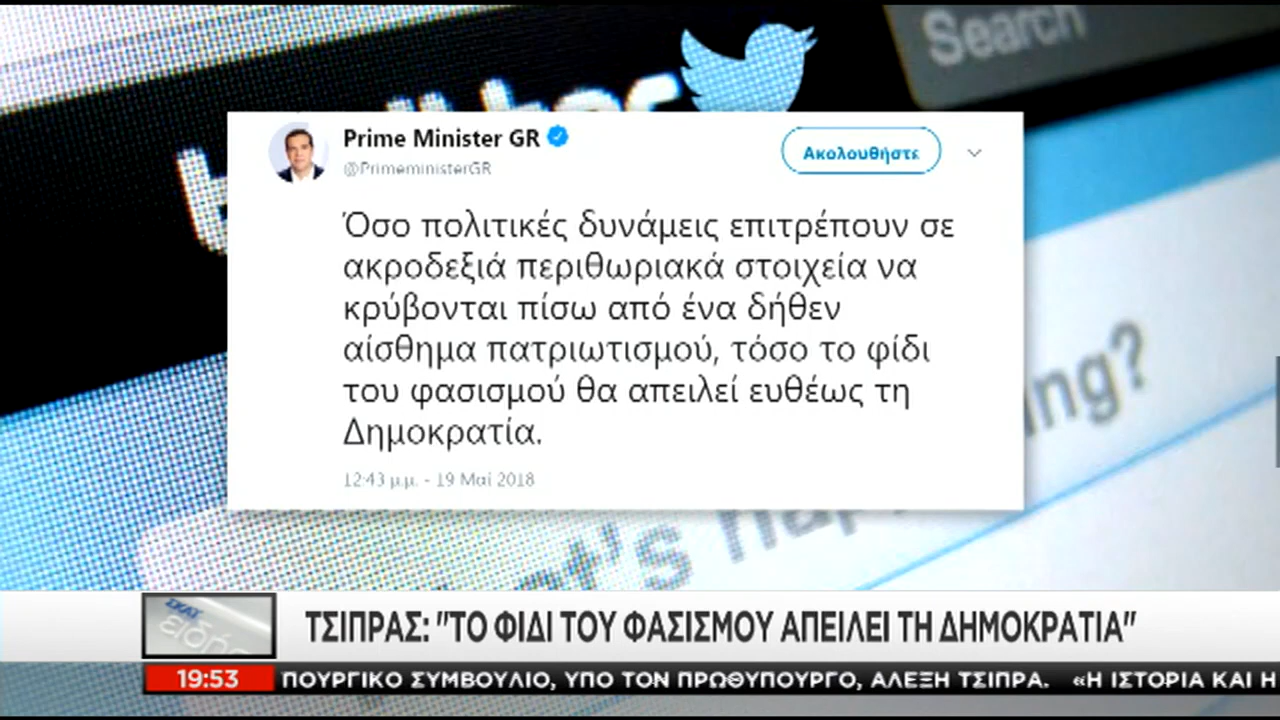 Search
Prime Minister GR
@PrimeministerGR
Ακολουθήστε
Όσο πολιτικές δυνάμεις επιτρέπουν σε
ακροδεξιά περιθωριακά στοιχεία να
κρύβονται πίσω από ένα δήθεν
αίσθημα πατριωτισμού, τόσο το φίδι
του φασισμού θα απειλεί ευθέως τη
Δημοκρατία.
12:43 μ.μ. - 19 Μαΐ 2018
ΣΚΑΪ
ΤΣΙΠΡΑΣ: "ΤΟ ΦΙΔΙ ΤΟΥ ΦΑΣΙΣΜΟΥ ΑΠΕΙΛΕΙ ΤΗ ΔΗΜΟΚΡΑΤΙΑ"
19:53 ΠΟΥΡΓΙΚΟ ΣΥΜΒΟΥΛΙΟ, ΥΠΟ ΤΟΝ ΠΡΩΘΥΠΟΥΡΓΟ, ΑΛΕΞΗ ΤΣΙΠΡΑ. «Η ΙΣΤΟΡΙΑ ΚΑΙ Η